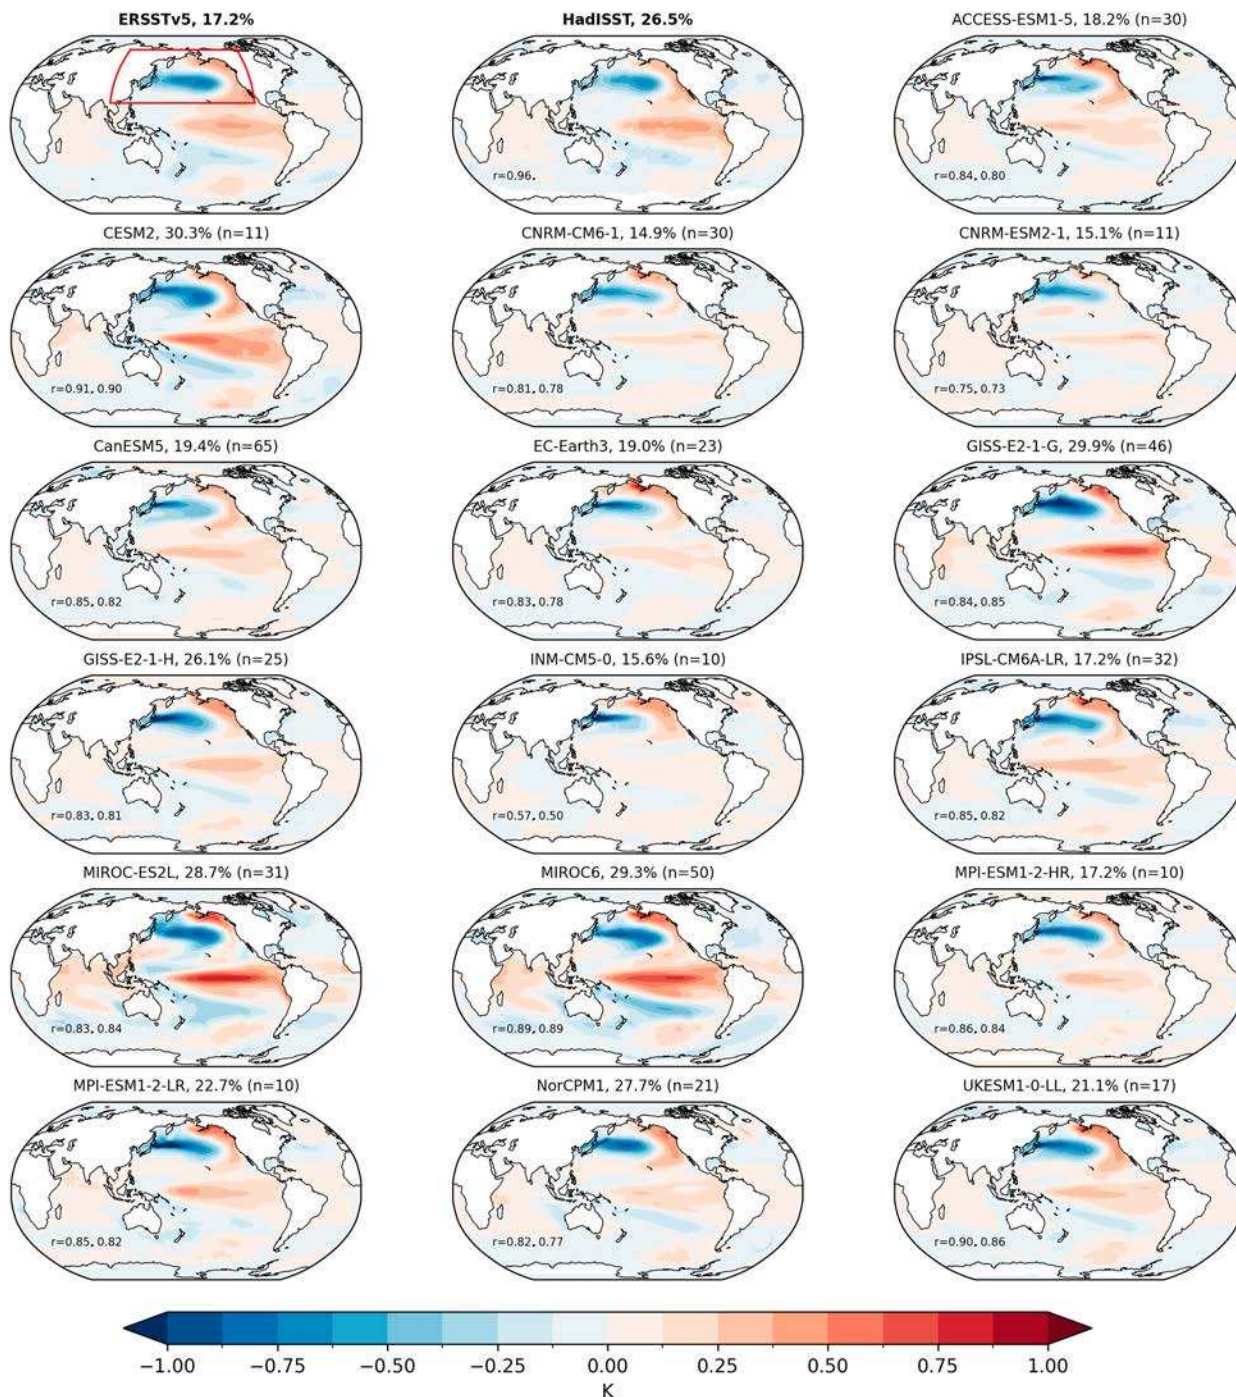 ERSSTv5, 17.2%
HadISST, 26.5%
ACCESS-ESM1-5, 18.2% (n=30)
r=0.96,
r=0.84, 0.80
CESM2, 30.3% (n=11)
CNRM-CM6-1, 14.9% (n=30)
CNRM-ESM2-1, 15.1% (n=11)
r=0.91, 0.90
r=0.81, 0.78
r=0.75, 0.73
CanESM5, 19.4% (n=65)
EC-Earth3, 19.0% (n=23)
GISS-E2-1-G, 29.9% (n=46)
r=0.85, 0.82
r=0.83, 0.78
r=0.84, 0.85
GISS-E2-1-H, 26.1% (n=25)
INM-CM5-0, 15.6% (n=10)
IPSL-CM6A-LR, 17.2% (n=32)
r=0.83, 0.81
r=0.57, 0.50
r=0.85, 0.82
MIROC-ES2L, 28.7% (n=31)
MIROC6, 29.3% (n=50)
MPI-ESM1-2-HR, 17.2% (n=10)
r=0.83, 0.84
r=0.89, 0.89
r=0.86, 0.84
MPI-ESM1-2-LR, 22.7% (n=10)
NorCPM1, 27.7% (n=21)
UKESM1-0-LL, 21.1% (n=17)
r=0.85, 0.82
r=0.82, 0.77
r=0.90, 0.86
−1.00 −0.75 −0.50 −0.25 0.00 0.25 0.50 0.75 1.00
K